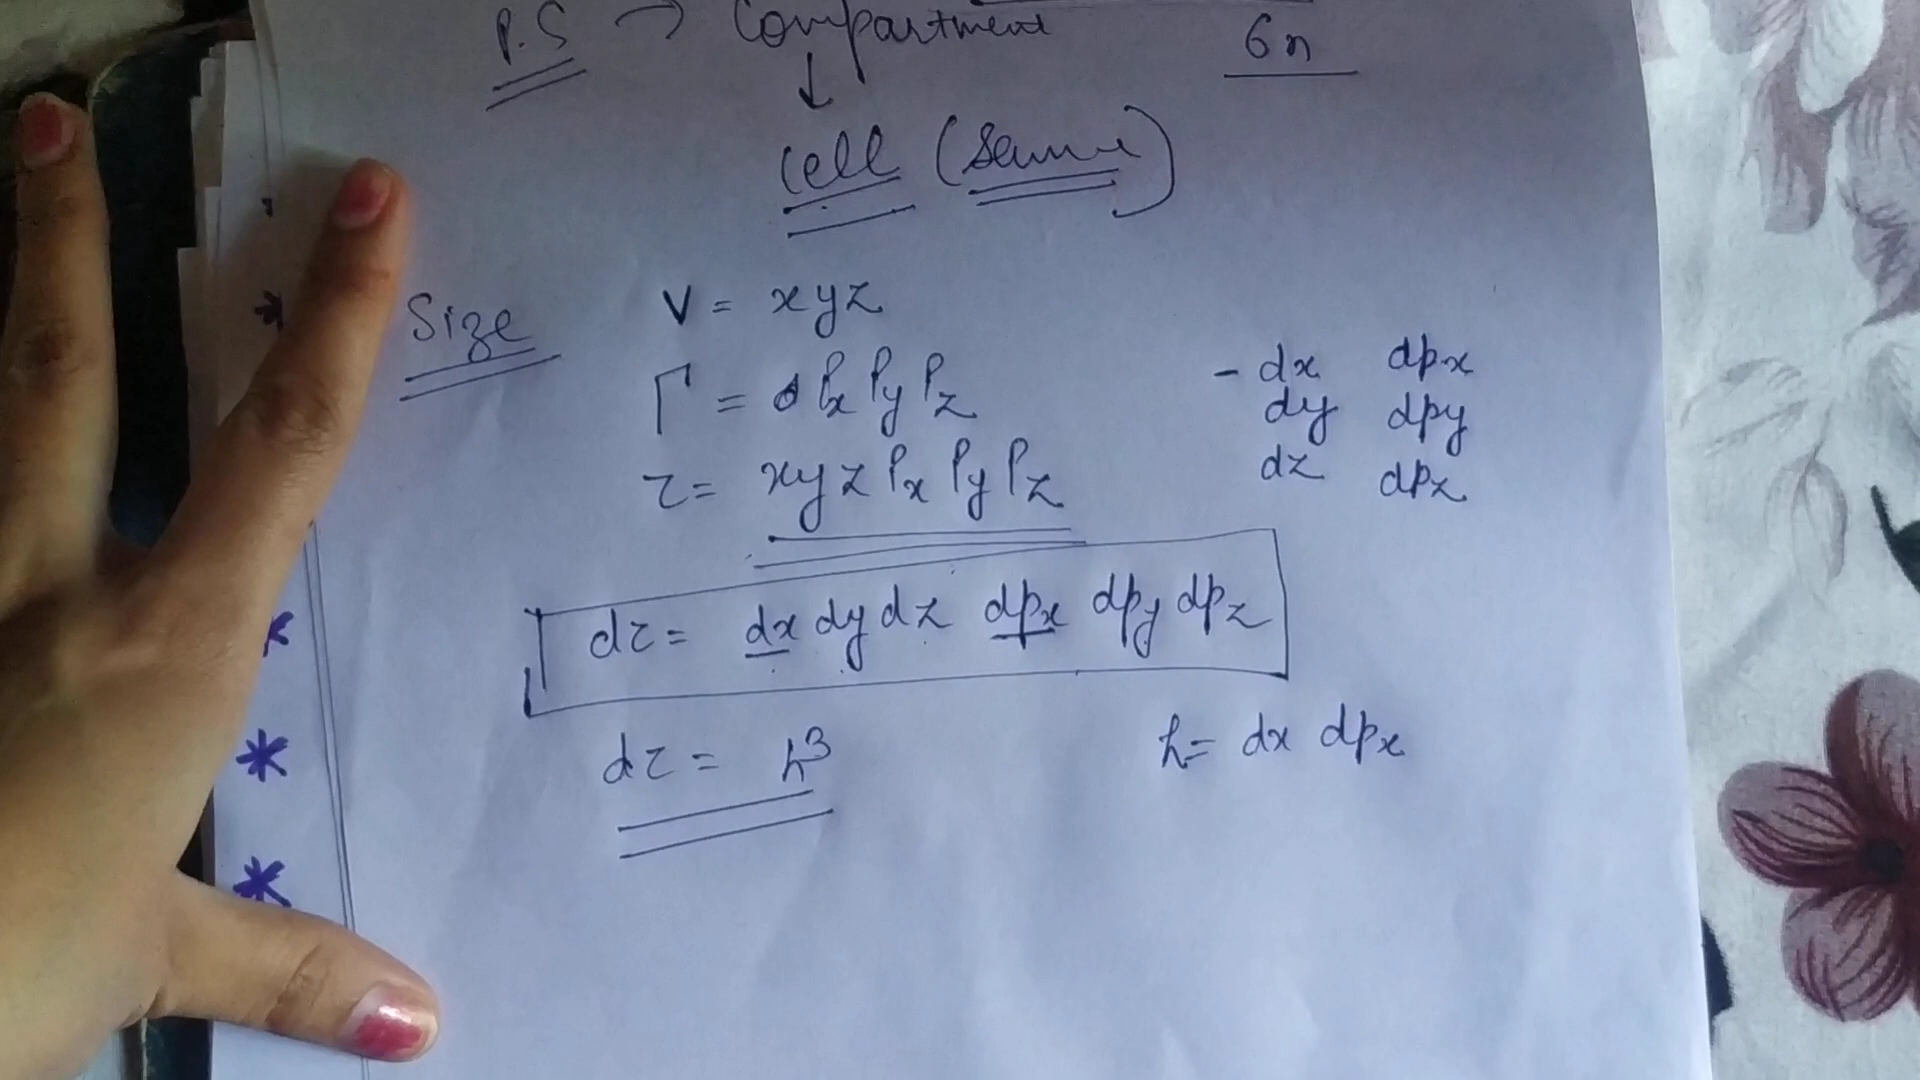 P.S → Compartment
6n
↓
Cell (Same)
Size
V = xyz
Γ = Px Py Pz
τ = xyz Px Py Pz
- dx dpx
dy dpy
dz dpz
dτ = dx dy dz dpx dpy dpz
dτ = h³
h = dx dpx